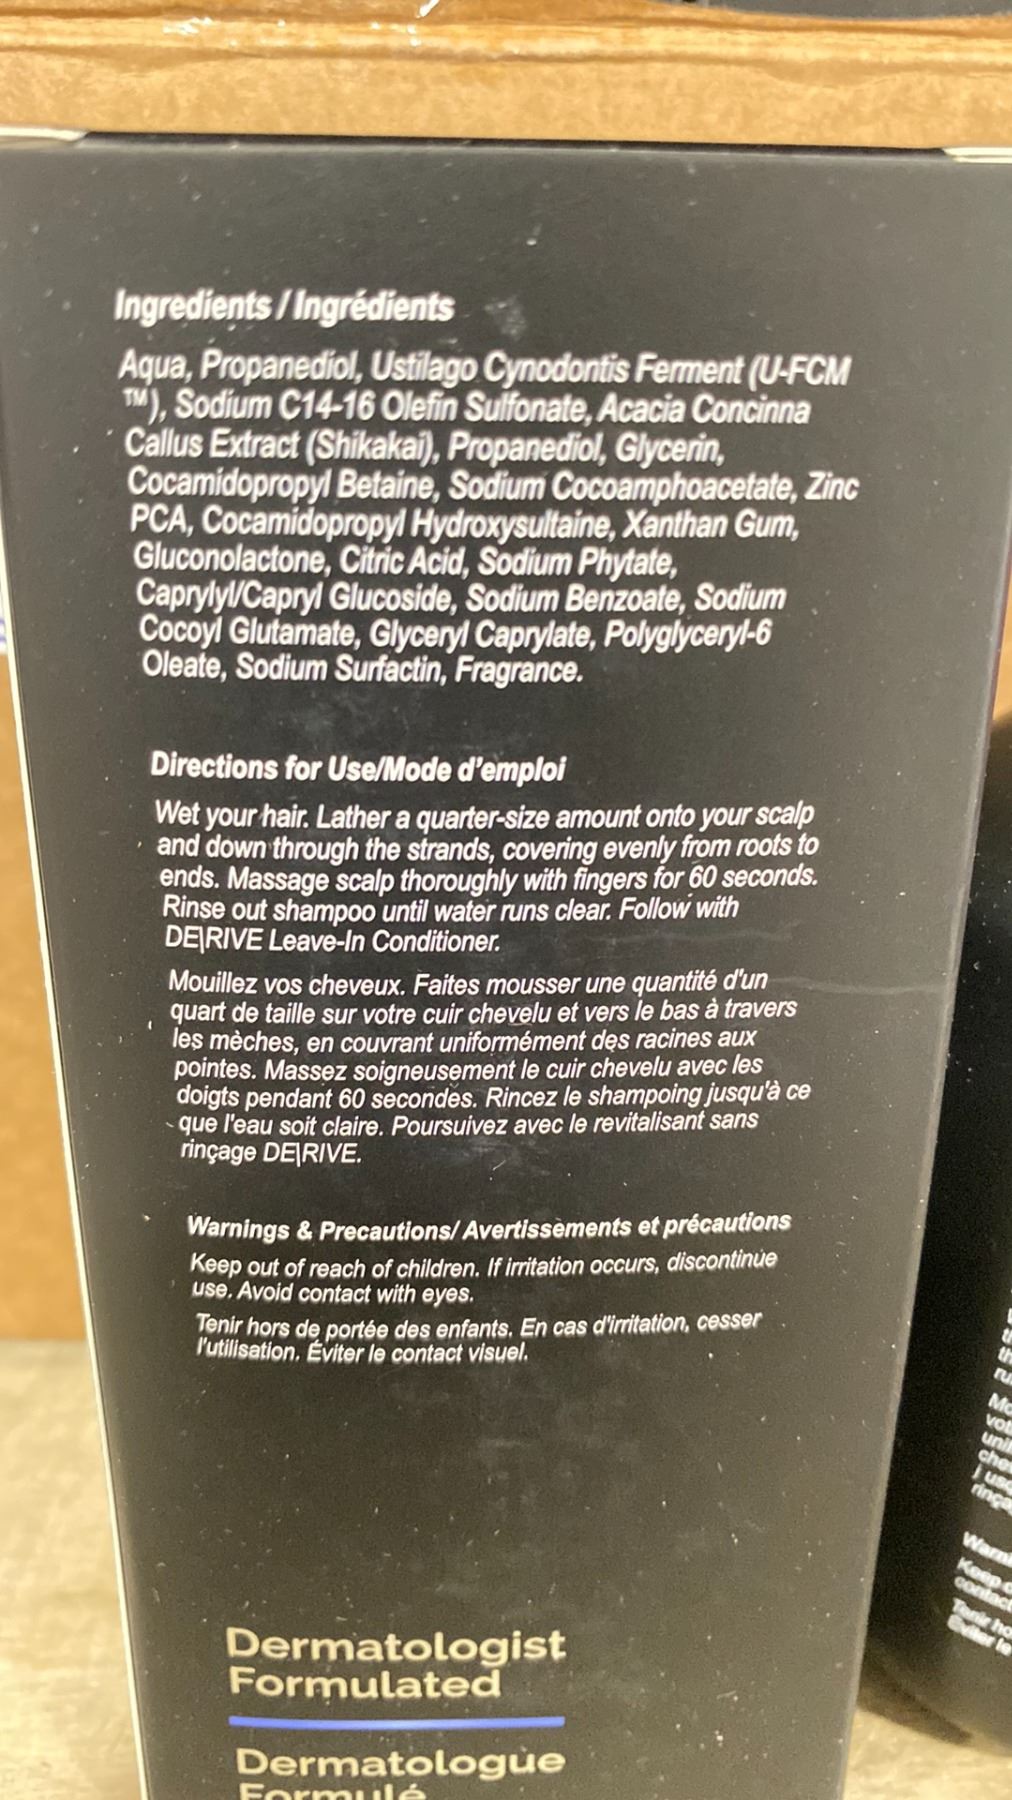 Ingredients / Ingrédients
Aqua, Propanediol, Ustilago Cynodontis Ferment (U-FCM
™), Sodium C14-16 Olefin Sulfonate, Acacia Concinna
Callus Extract (Shikakai), Propanediol, Glycerin,
Cocamidopropyl Betaine, Sodium Cocoamphoacetate, Zinc
PCA, Cocamidopropyl Hydroxysultaine, Xanthan Gum,
Gluconolactone, Citric Acid, Sodium Phytate,
Caprylyl/Capryl Glucoside, Sodium Benzoate, Sodium
Cocoyl Glutamate, Glyceryl Caprylate, Polyglyceryl-6
Oleate, Sodium Surfactin, Fragrance.
Directions for Use/Mode d'emploi
Wet your hair. Lather a quarter-size amount onto your scalp
and down through the strands, covering evenly from roots to
ends. Massage scalp thoroughly with fingers for 60 seconds.
Rinse out shampoo until water runs clear. Follow with
DE|RIVE Leave-In Conditioner.
Mouillez vos cheveux. Faites mousser une quantité d'un
quart de taille sur votre cuir chevelu et vers le bas à travers
les mèches, en couvrant uniformément des racines aux
pointes. Massez soigneusement le cuir chevelu avec les
doigts pendant 60 secondes. Rincez le shampoing jusqu'à ce
que l'eau soit claire. Poursuivez avec le revitalisant sans
rinçage DE|RIVE.
Warnings & Precautions/ Avertissements et précautions
Keep out of reach of children. If irritation occurs, discontinue
use. Avoid contact with eyes.
Tenir hors de portée des enfants. En cas d'irritation, cesser
l'utilisation. Éviter le contact visuel.
Dermatologist
Formulated
Dermatologue
Formulé